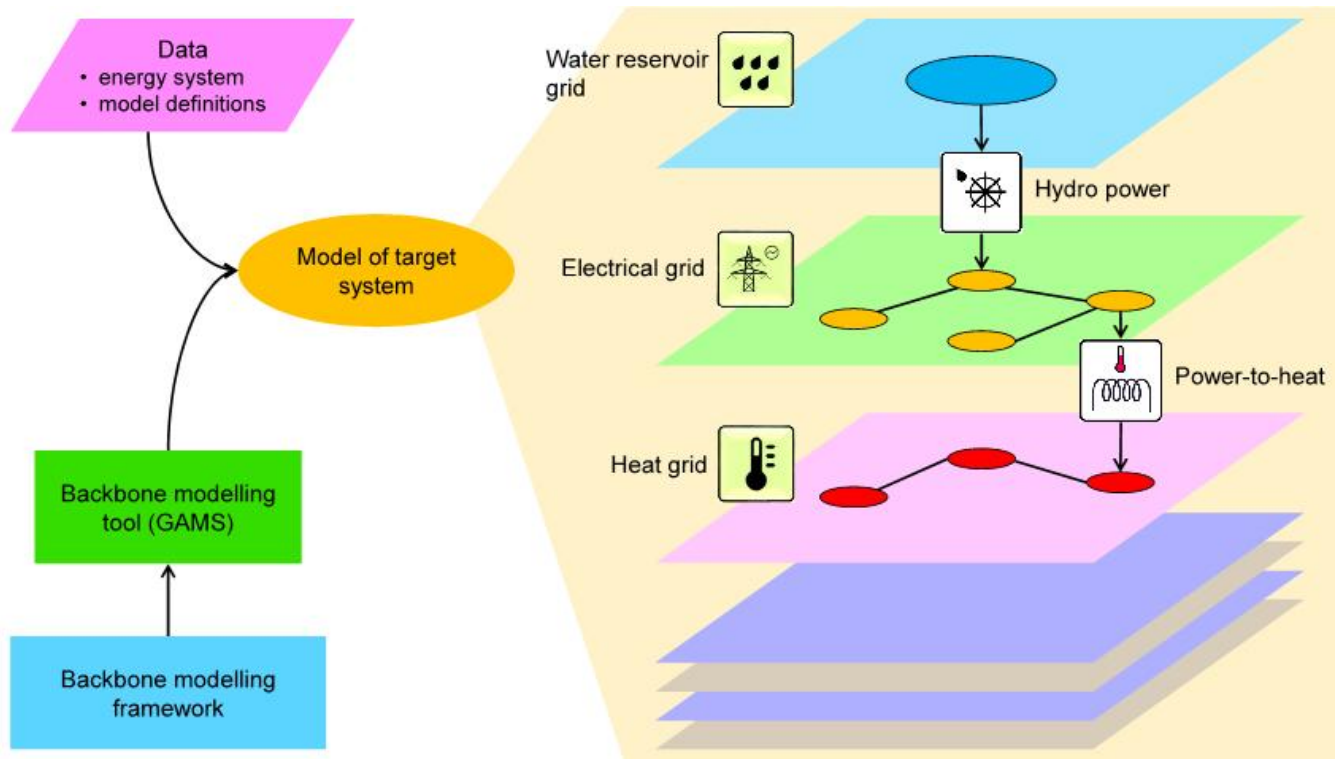 Data
• energy system
• model definitions
Model of target
system
Backbone modelling
tool (GAMS)
Backbone modelling
framework
Water reservoir
grid
Hydro power
Electrical grid
Power-to-heat
Heat grid